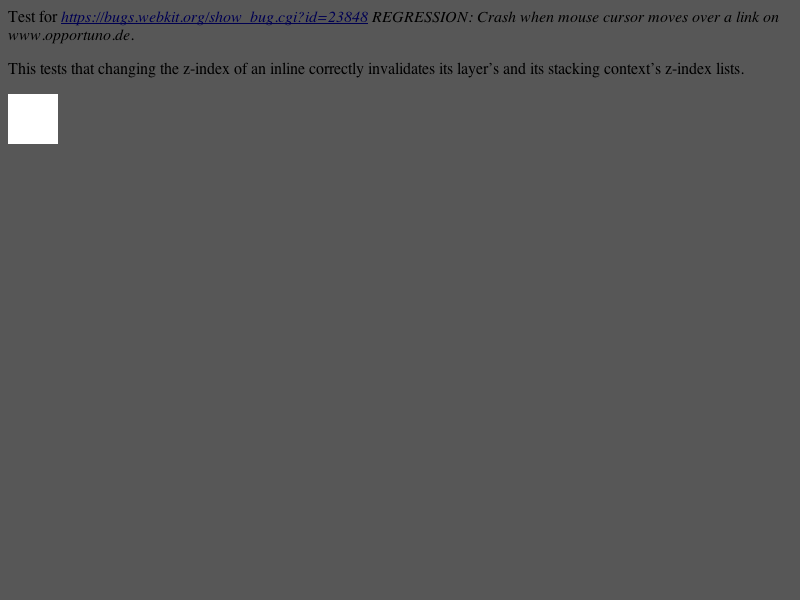 Test for https://bugs.webkit.org/show_bug.cgi?id=23848 REGRESSION: Crash when mouse cursor moves over a link on
www.opportuno.de.
This tests that changing the z-index of an inline correctly invalidates its layer’s and its stacking context’s z-index lists.